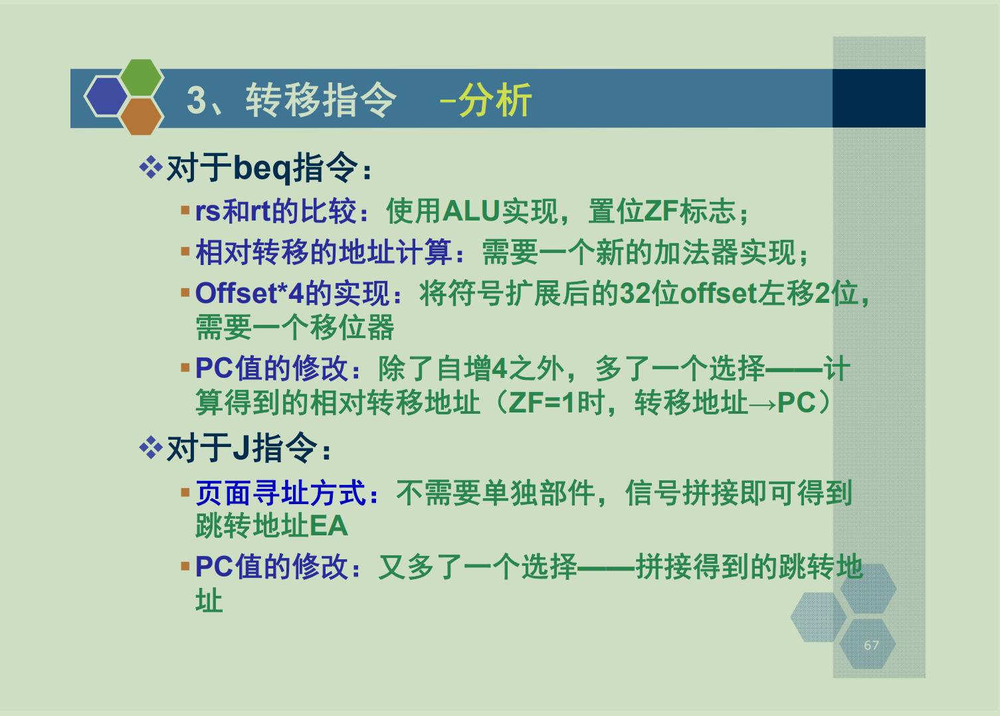 3、转移指令 -分析
对于beq指令：
rs和rt的比较：使用ALU实现，置位ZF标志；
相对转移的地址计算：需要一个新的加法器实现；
Offset*4的实现：将符号扩展后的32位offset左移2位，
需要一个移位器
PC值的修改：除了自增4之外，多了一个选择——计
算得到的相对转移地址（ZF=1时，转移地址→PC）
对于J指令：
页面寻址方式：不需要单独部件，信号拼接即可得到
跳转地址EA
PC值的修改：又多了一个选择——拼接得到的跳转地
址
67